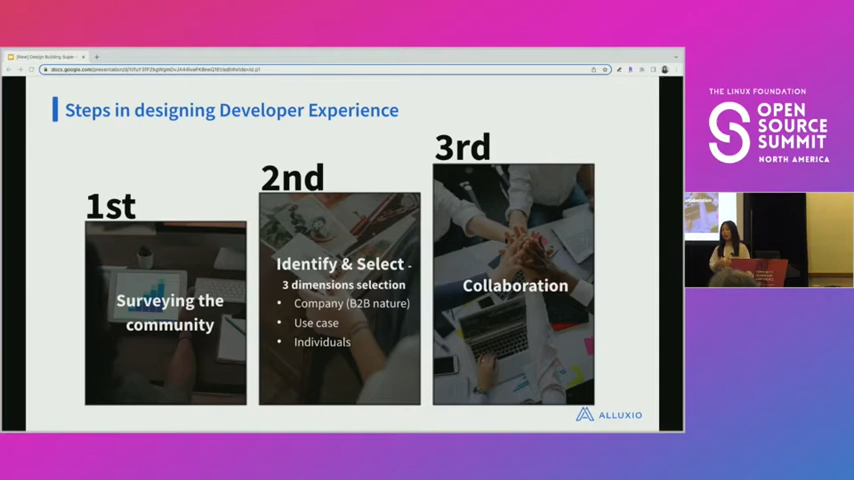 Steps in designing Developer Experience
1st
2nd
3rd
Surveying the
community
Identify & Select -
3 dimensions selection
• Company (B2B nature)
• Use case
• Individuals
Collaboration
ALLUXIO
THE LINUX FOUNDATION
OPEN
SOURCE
SUMMIT
NORTH AMERICA